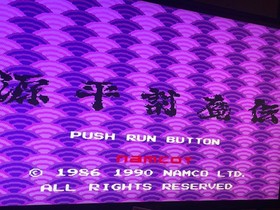 源平討魔伝
PUSH RUN BUTTON
namcot
© 1986 1990 NAMCO LTD.
ALL RIGHTS RESERVED